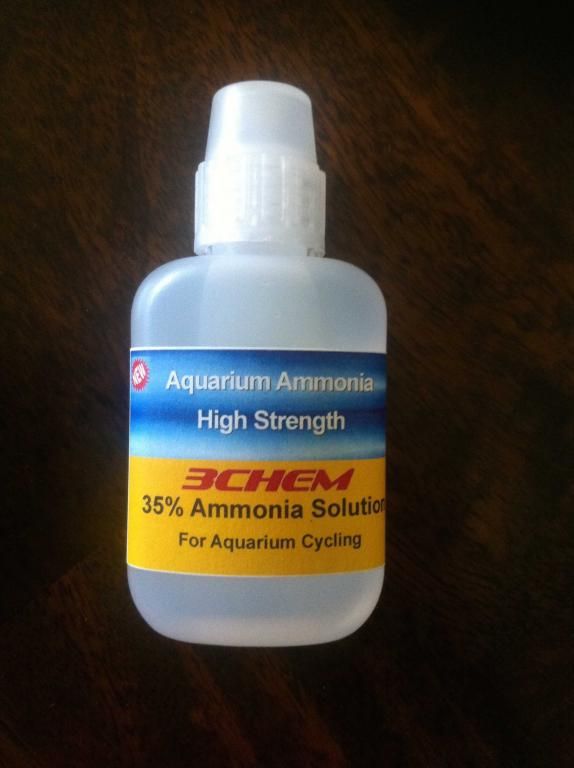 NEW
Aquarium Ammonia
High Strength
3CHEM
35% Ammonia Solution
For Aquarium Cycling